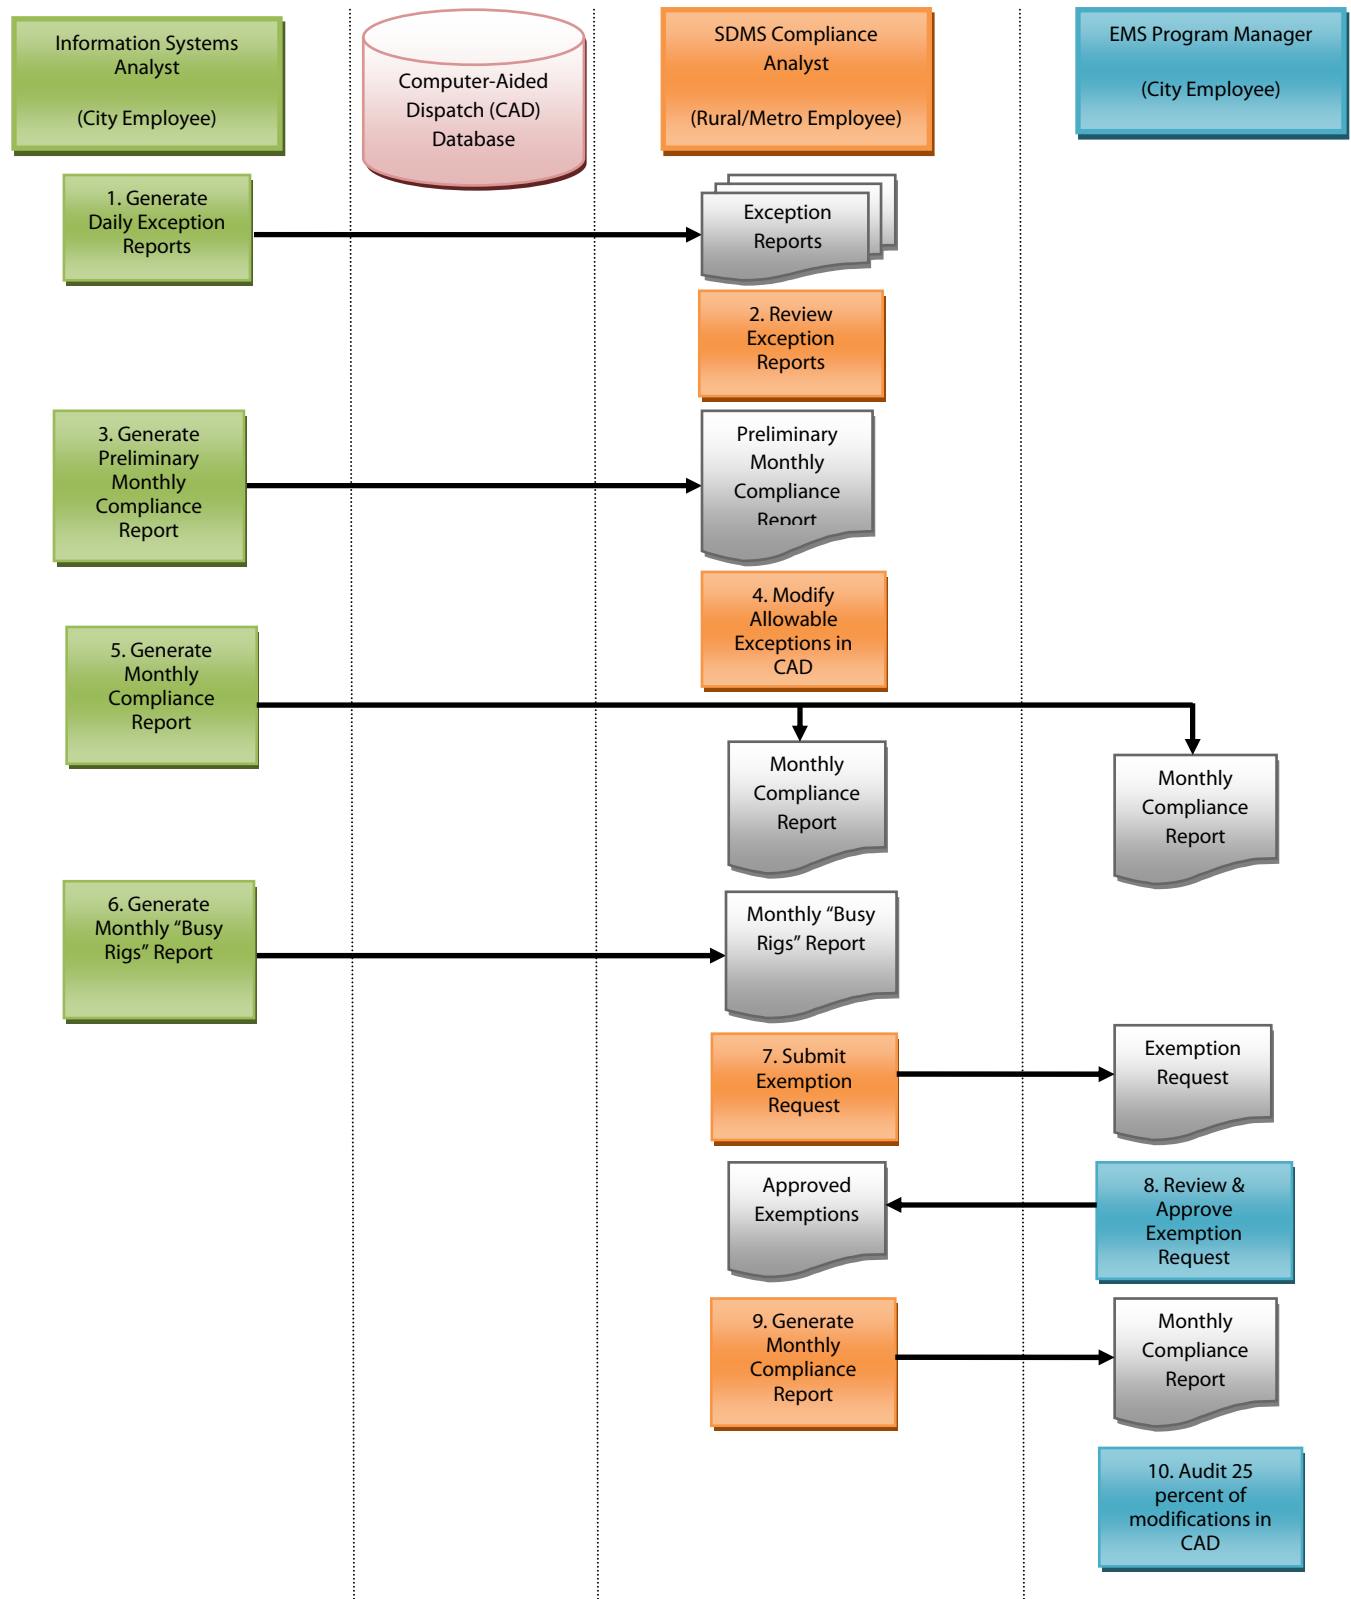 Information Systems
Analyst
(City Employee)
Computer-Aided
Dispatch (CAD)
Database
SDMS Compliance
Analyst
(Rural/Metro Employee)
EMS Program Manager
(City Employee)
1. Generate
Daily Exception
Reports
Exception
Reports
2. Review
Exception
Reports
3. Generate
Preliminary
Monthly
Compliance
Report
Preliminary
Monthly
Compliance
Report
4. Modify
Allowable
Exceptions in
CAD
5. Generate
Monthly
Compliance
Report
Monthly
Compliance
Report
Monthly
Compliance
Report
6. Generate
Monthly “Busy
Rigs” Report
Monthly “Busy
Rigs” Report
7. Submit
Exemption
Request
Exemption
Request
Approved
Exemptions
8. Review &
Approve
Exemption
Request
9. Generate
Monthly
Compliance
Report
Monthly
Compliance
Report
10. Audit 25
percent of
modifications in
CAD